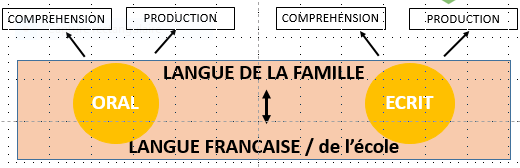 COMPREHENSION PRODUCTION COMPREHENSION PRODUCTION
LANGUE DE LA FAMILLE
ORAL ECRIT
LANGUE FRANCAISE / de l'école